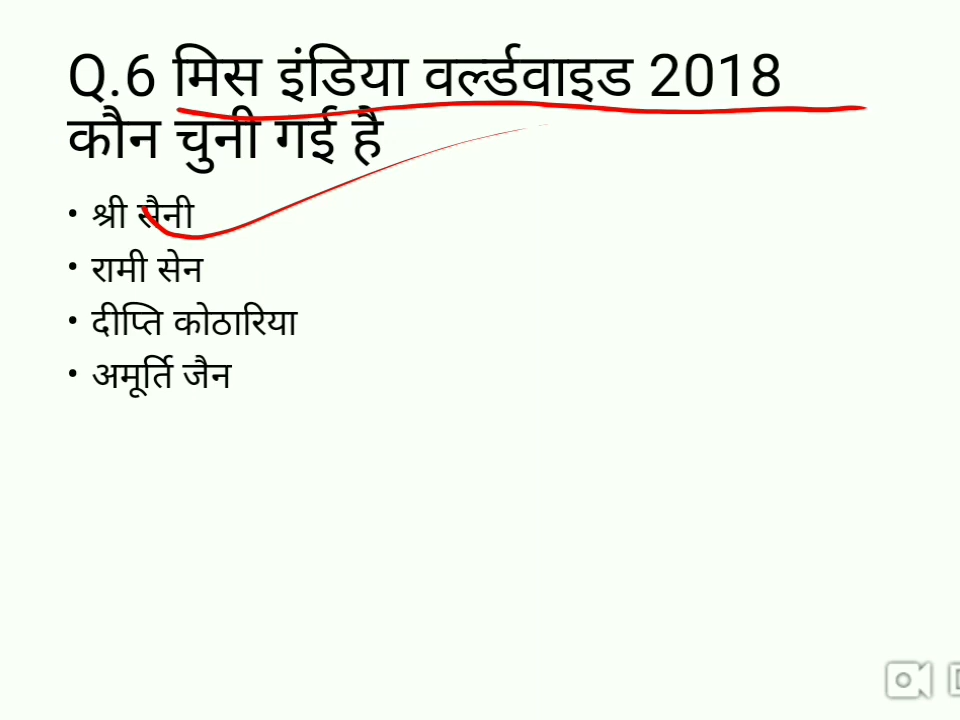 Q.6 मिस इंडिया वर्ल्डवाइड 2018
कौन चुनी गई है
• श्री सैनी
• रामी सेन
• दीप्ति कोठारिया
• अमूर्ति जैन